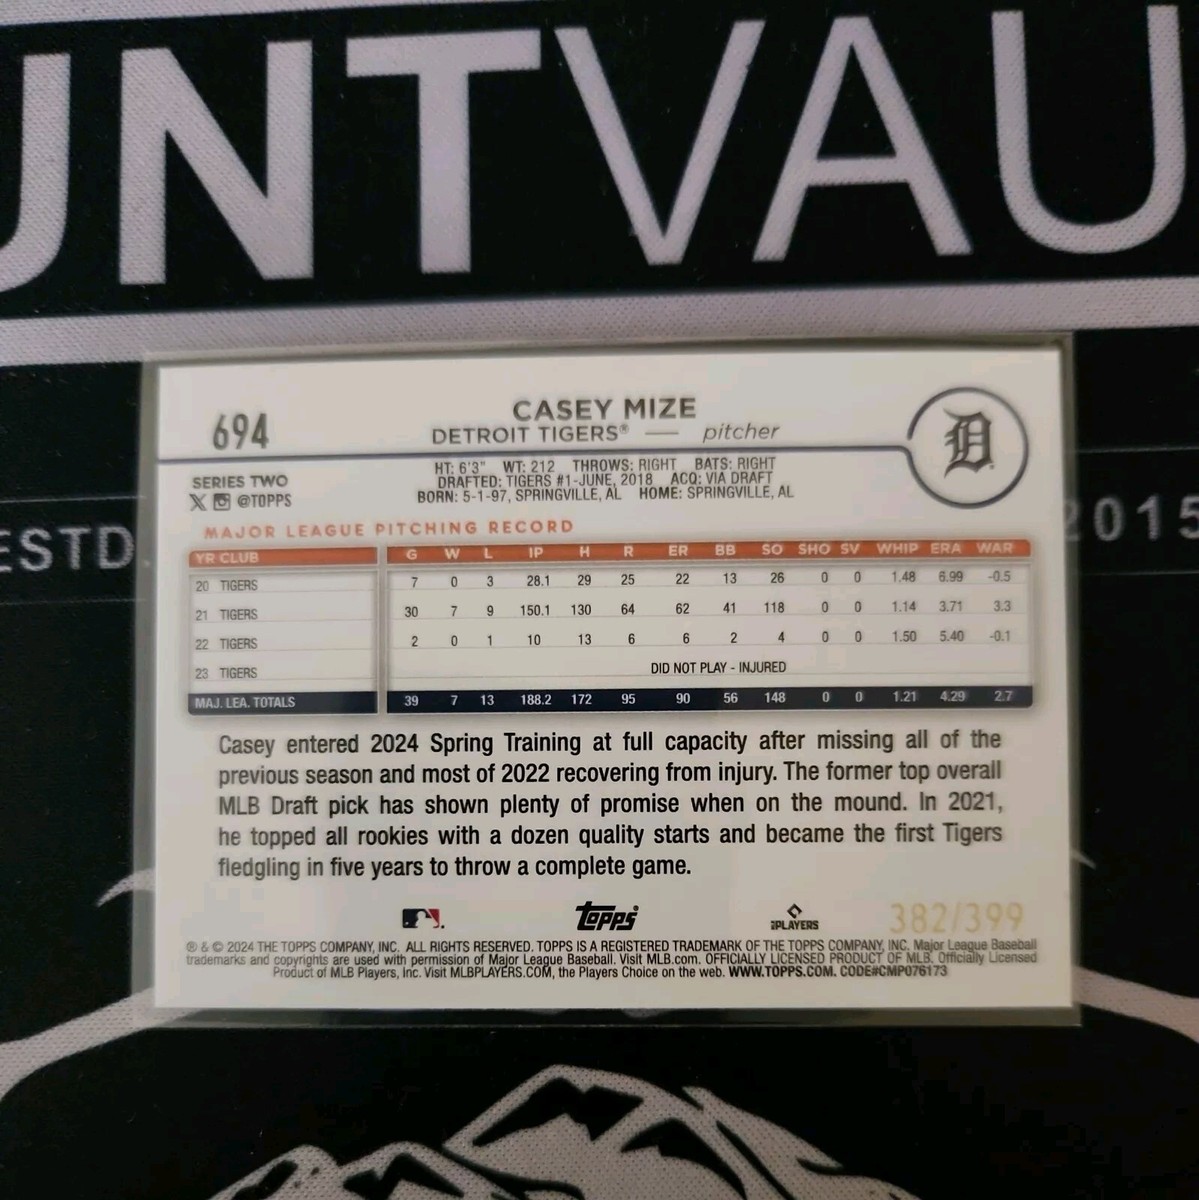 UNTVAU
ESTD.
2015
694
CASEY MIZE
DETROIT TIGERS® — pitcher
D
SERIES TWO
X @TOPPS
HT: 6'3" WT: 212 THROWS: RIGHT BATS: RIGHT
DRAFTED: TIGERS #1-JUNE, 2018 ACQ: VIA DRAFT
BORN: 5-1-97, SPRINGVILLE, AL HOME: SPRINGVILLE, AL
MAJOR LEAGUE PITCHING RECORD
YR CLUB G W L IP H R ER BB SO SHO SV WHIP ERA WAR
20 TIGERS 7 0 3 28.1 29 25 22 13 26 0 0 1.48 6.99 -0.5
21 TIGERS 30 7 9 150.1 130 64 62 41 118 0 0 1.14 3.71 3.3
22 TIGERS 2 0 1 10 13 6 6 2 4 0 0 1.50 5.40 -0.1
23 TIGERS DID NOT PLAY - INJURED
MAJ. LEA. TOTALS 39 7 13 188.2 172 95 90 56 148 0 0 1.21 4.29 2.7
Casey entered 2024 Spring Training at full capacity after missing all of the
previous season and most of 2022 recovering from injury. The former top overall
MLB Draft pick has shown plenty of promise when on the mound. In 2021,
he topped all rookies with a dozen quality starts and became the first Tigers
fledgling in five years to throw a complete game.
Topps
PLAYERS
382/399
® & © 2024 THE TOPPS COMPANY, INC. ALL RIGHTS RESERVED. TOPPS IS A REGISTERED TRADEMARK OF THE TOPPS COMPANY, INC. Major League Baseball
trademarks and copyrights are used with permission of Major League Baseball. Visit MLB.com. OFFICIALLY LICENSED PRODUCT OF MLB. Officially Licensed
Product of MLB Players, Inc. Visit MLBPLAYERS.COM, the Players Choice on the web. WWW.TOPPS.COM. CODE#CMP076173